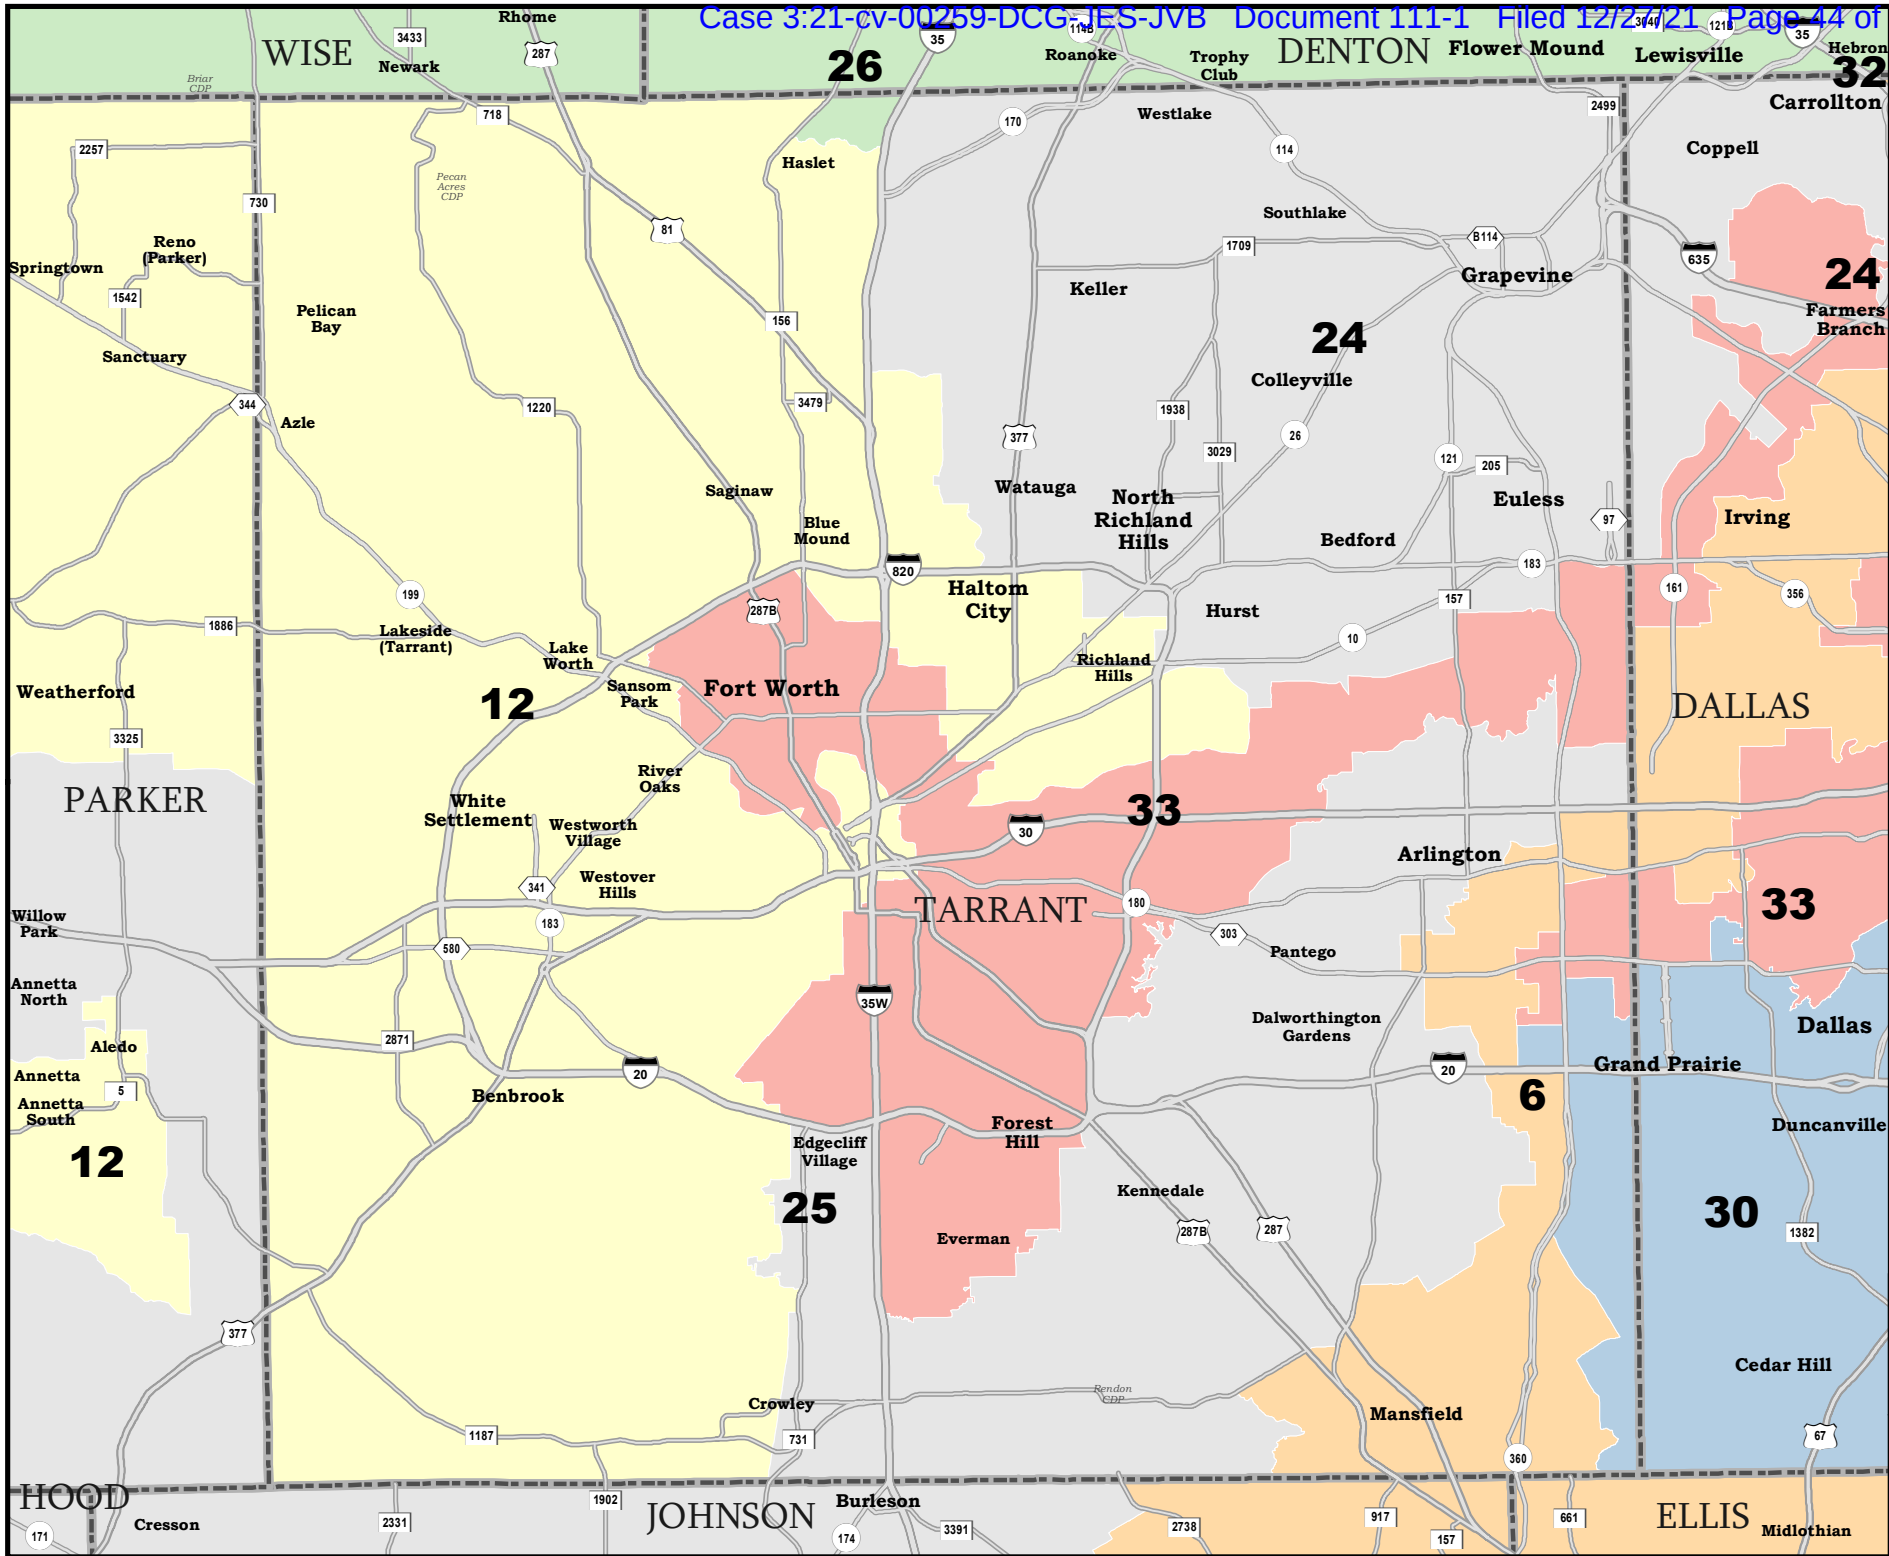 Case 3:21-cv-00259-DCG-JES-JVB Document 111-1 Filed 12/27/21 Page 44 of
Rhome
WISE
3433
Newark
287
Briar
CDP
26
35
114B
Roanoke
Trophy
Club
DENTON
Flower Mound
3040
121B
35
Lewisville
Hebron
32
Carrollton
718
2257
Haslet
170
Westlake
114
2499
Coppell
Pecan
Acres
CDP
730
81
Southlake
1709
B114
635
Reno
(Parker)
Springtown
1542
Grapevine
24
Farmers
Branch
Keller
Pelican
Bay
156
24
Sanctuary
Colleyville
344
Azle
1220
3479
1938
377
26
3029
121
205
Saginaw
Watauga
North
Richland
Hills
Euless
97
Irving
Blue
Mound
Bedford
820
183
Haltom
City
199
287B
161
356
157
Hurst
1886
Lakeside
(Tarrant)
10
Lake
Worth
Richland
Hills
Weatherford
12
Sansom
Park
Fort Worth
DALLAS
3325
River
Oaks
PARKER
White
Settlement
Westworth
Village
33
30
Arlington
341
Westover
Hills
183
TARRANT
180
33
Willow
Park
580
303
Pantego
Annetta
North
35W
Dalworthington
Gardens
Dallas
2871
Aledo
Annetta
5
Annetta
South
20
20
Grand Prairie
Benbrook
6
Forest
Hill
Duncanville
Edgecliff
Village
12
Kennedale
25
30
287B
287
1382
Everman
377
Cedar Hill
Rendon
CDP
Crowley
Mansfield
1187
731
67
360
HOOD
1902
JOHNSON
Burleson
171
Cresson
2331
174
3391
2738
917
157
661
ELLIS
Midlothian